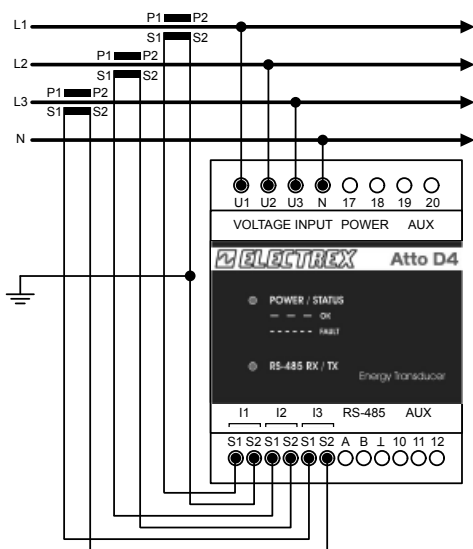 L1 P1 P2
S1 S2
L2 P1 P2
S1 S2
L3 P1 P2
S1 S2
N
U1 U2 U3 N 17 18 19 20
VOLTAGE INPUT POWER AUX
ELECTREX Atto D4
POWER / STATUS
OK
FAULT
RS-485 RX / TX
Energy Transducer
I1 I2 I3 RS-485 AUX
S1 S2 S1 S2 S1 S2 A B ⊥ 10 11 12